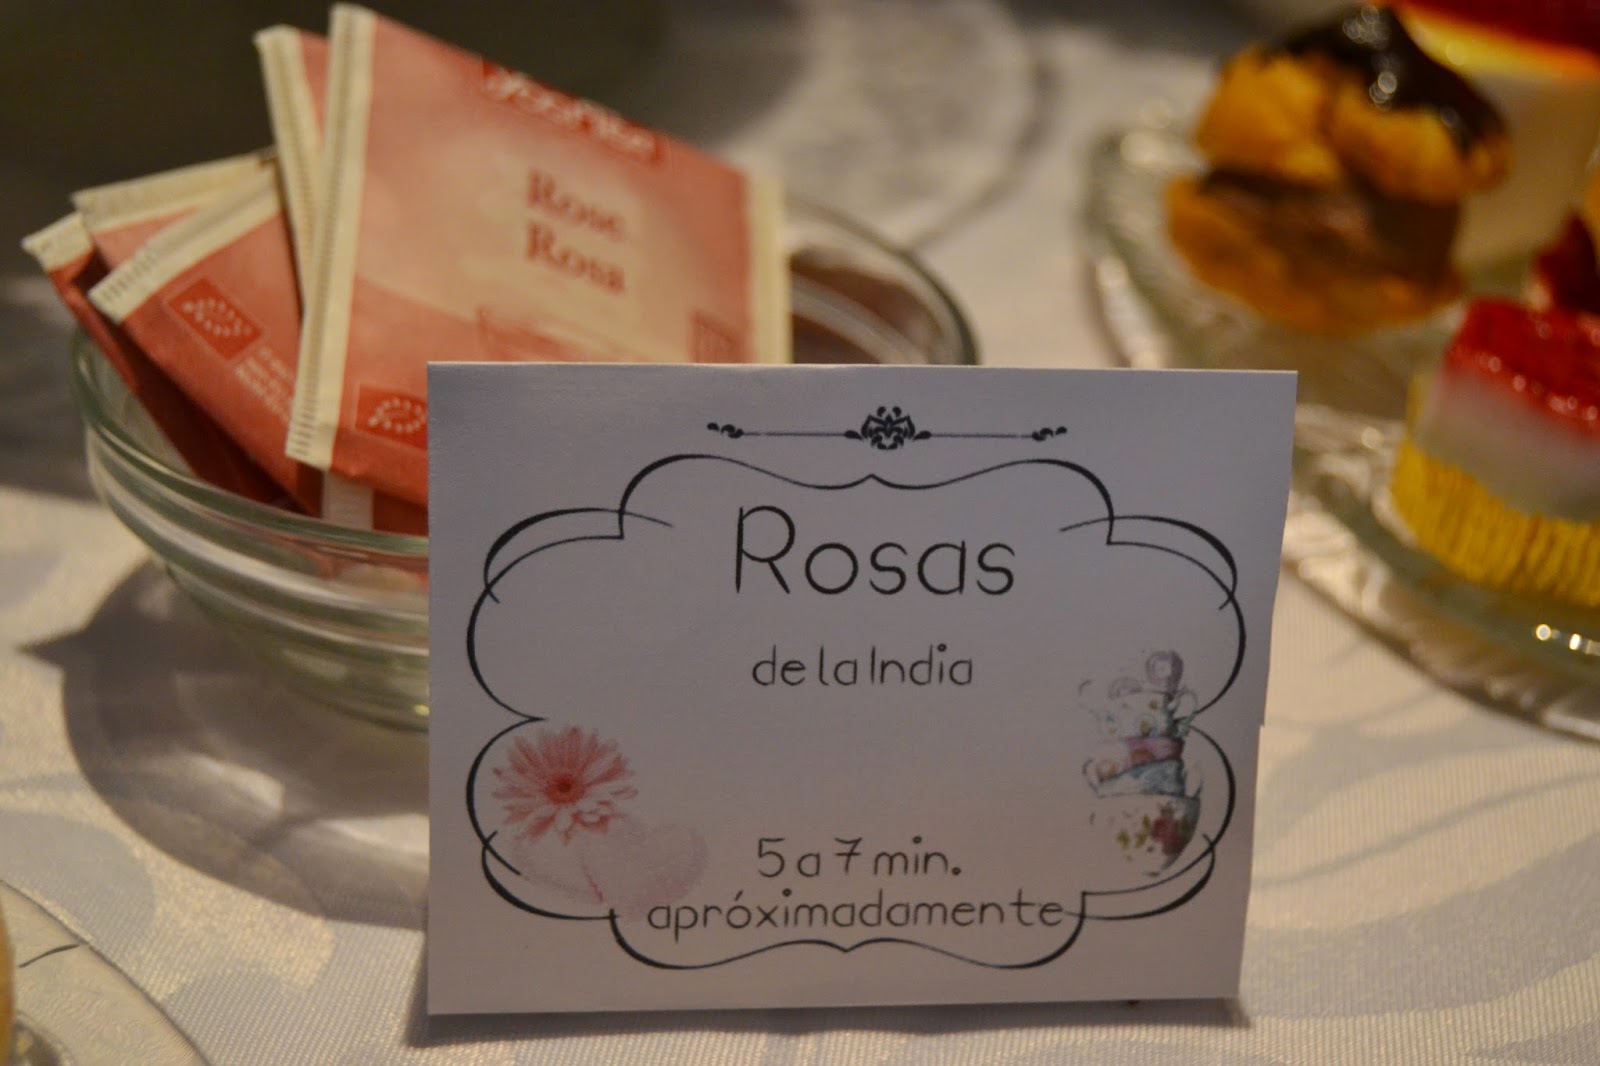 Rose
Rosa
Rosas
de la India
5 a 7 min.
apróximadamente